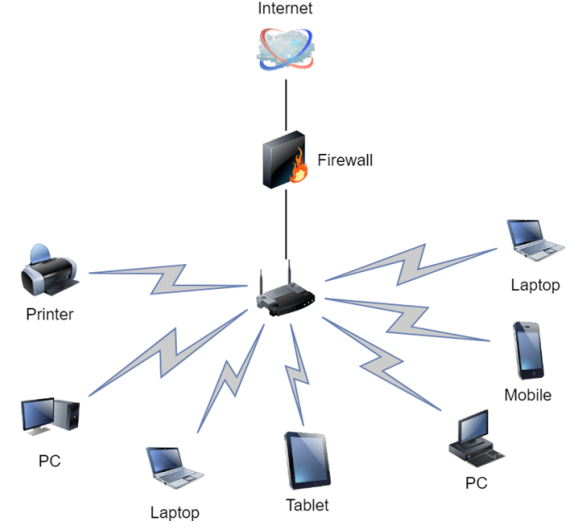 Internet
Firewall
Printer
Laptop
Mobile
PC
Laptop
Tablet
PC